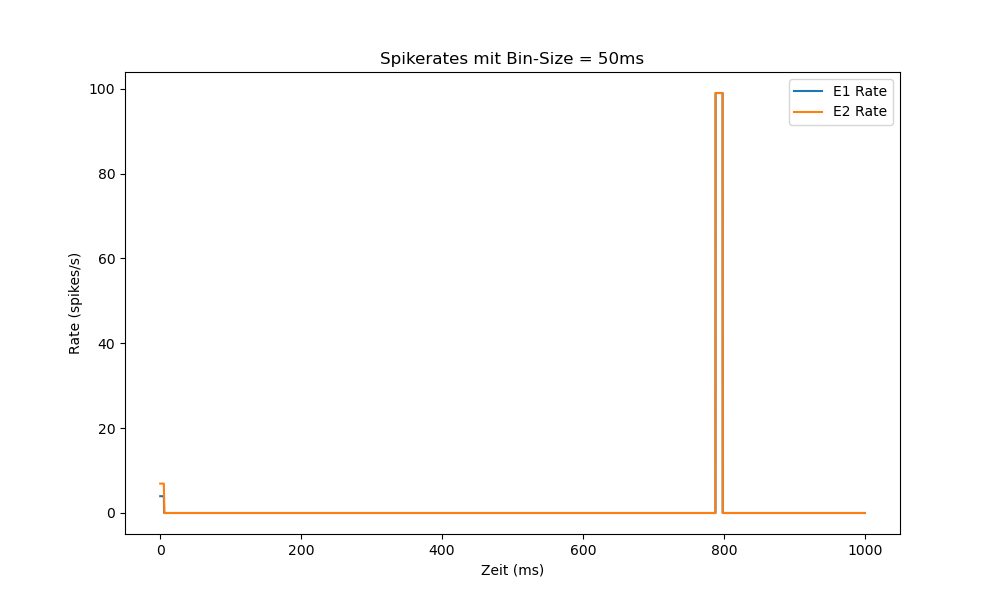 Spikerates mit Bin-Size = 50ms
E1 Rate
E2 Rate
Rate (spikes/s)
100
80
60
40
20
0
0 200 400 600 800 1000
Zeit (ms)